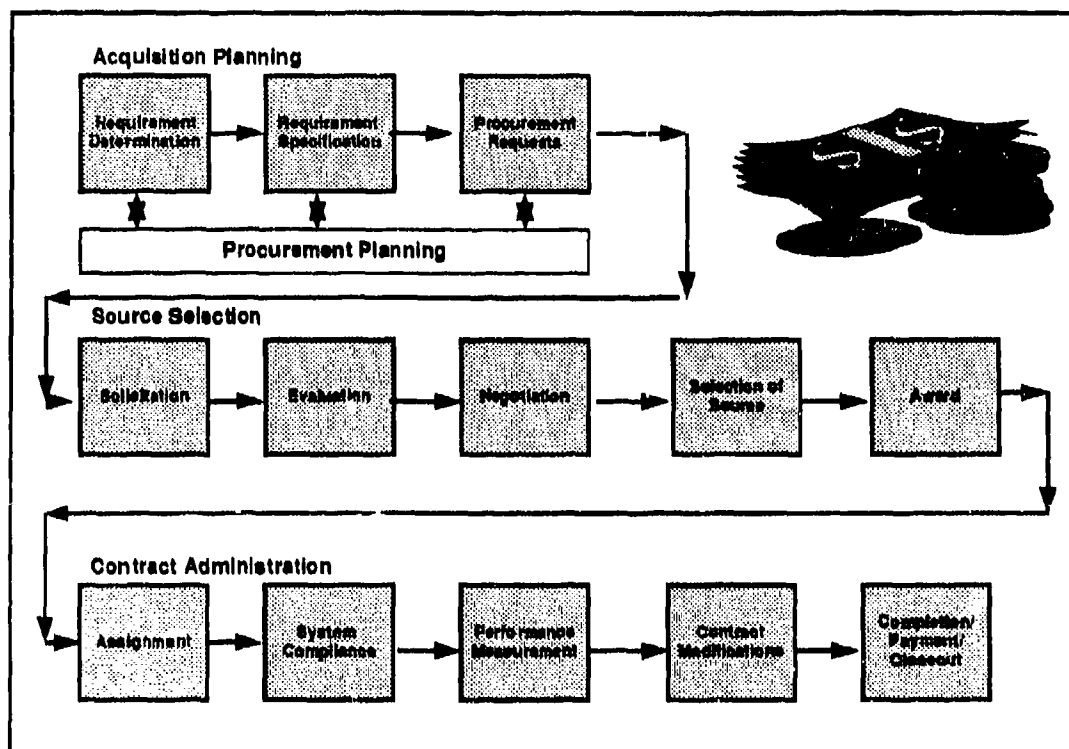 Acquisition Planning
Requirement
Determination
Requirement
Specification
Procurement
Requests
Procurement Planning
Source Selection
Solicitation
Evaluation
Negotiation
Selection of
Source
Award
Contract Administration
Assignment
System
Compliance
Performance
Measurement
Contract
Modifications
Completion/
Payment/
Closeout